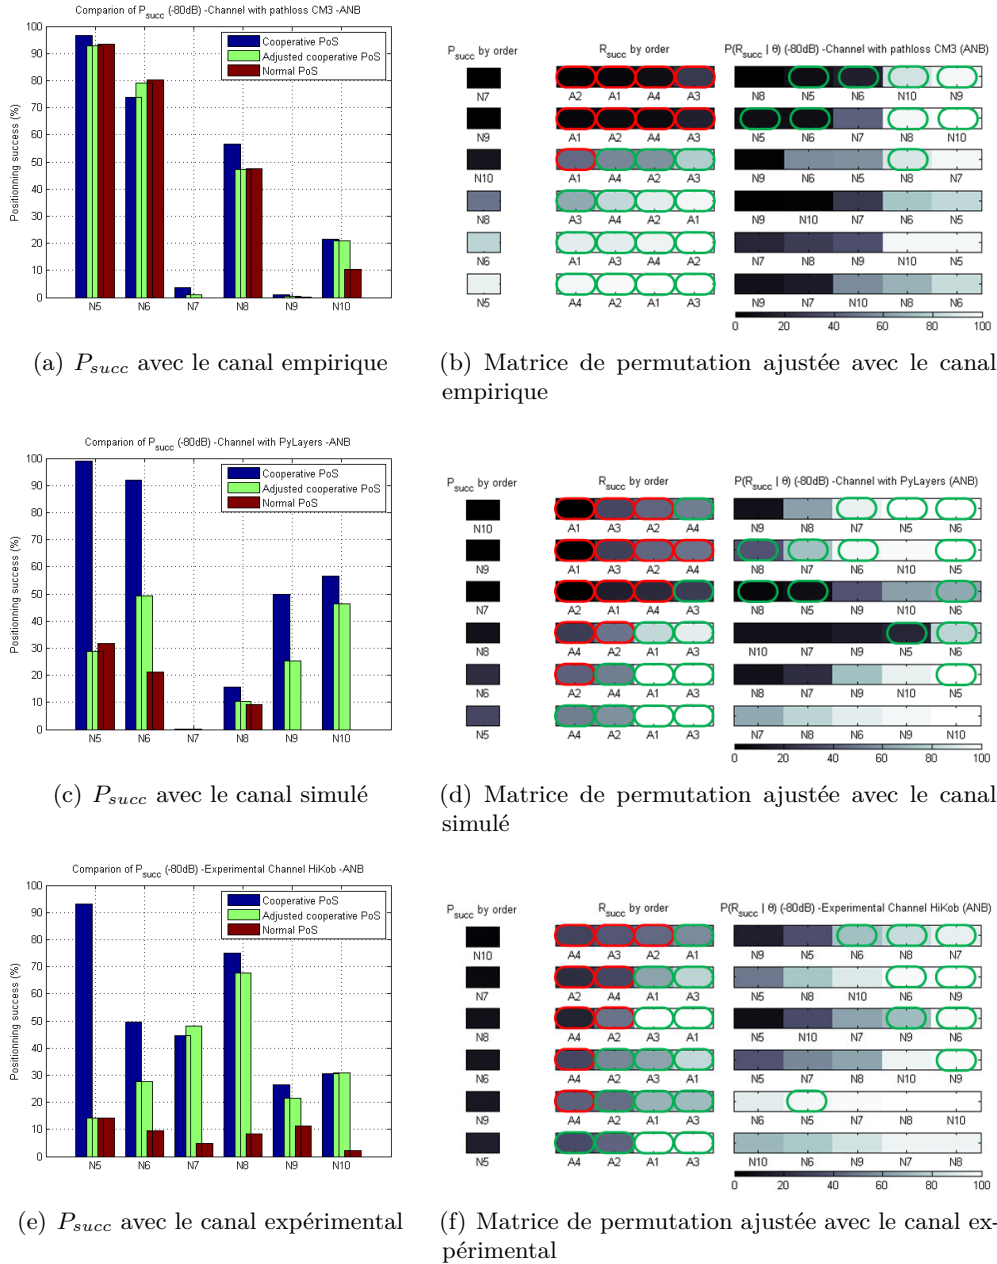 Comparion of P_succ (-80dB) -Channel with pathloss CM3 -ANB
Positionning success (%)
100
90
80
70
60
50
40
30
20
10
0
Cooperative PoS
Adjusted cooperative PoS
Normal PoS
N5 N6 N7 N8 N9 N10
P_succ by order
R_succ by order
P(R_succ | θ) (-80dB) -Channel with pathloss CM3 (ANB)
N7 A2 A1 A4 A3 N8 N5 N6 N10 N9
N9 A1 A2 A4 A3 N5 N6 N7 N8 N10
N10 A1 A4 A2 A3 N9 N6 N5 N8 N7
N8 A3 A4 A2 A1 N9 N10 N7 N6 N5
N6 A1 A3 A4 A2 N7 N8 N9 N10 N5
N5 A4 A2 A1 A3 N9 N7 N10 N8 N6
0 20 40 60 80 100
(a) P_succ avec le canal empirique
(b) Matrice de permutation ajustée avec le canal
empirique
Comparion of P_succ (-80dB) -Channel with PyLayers -ANB
Positionning success (%)
100
90
80
70
60
50
40
30
20
10
0
Cooperative PoS
Adjusted cooperative PoS
Normal PoS
N5 N6 N7 N8 N9 N10
P_succ by order
R_succ by order
P(R_succ | θ) (-80dB) -Channel with PyLayers (ANB)
N10 A1 A3 A2 A4 N9 N8 N7 N5 N6
N9 A1 A3 A2 A4 N8 N7 N6 N10 N5
N7 A2 A1 A4 A3 N8 N5 N9 N10 N6
N8 A4 A2 A1 A3 N10 N7 N9 N5 N6
N6 A2 A4 A1 A3 N8 N7 N9 N10 N5
N5 A4 A2 A1 A3 N7 N8 N6 N9 N10
0 20 40 60 80 100
(c) P_succ avec le canal simulé
(d) Matrice de permutation ajustée avec le canal
simulé
Comparion of P_succ (-80dB) -Experimental Channel HiKob -ANB
Positionning success (%)
100
90
80
70
60
50
40
30
20
10
0
Cooperative PoS
Adjusted cooperative PoS
Normal PoS
N5 N6 N7 N8 N9 N10
P_succ by order
R_succ by order
P(R_succ | θ) (-80dB) -Experimental Channel HiKob (ANB)
N10 A4 A3 A2 A1 N9 N5 N6 N8 N7
N7 A2 A4 A1 A3 N5 N8 N10 N6 N9
N8 A4 A2 A3 A1 N5 N10 N7 N9 N6
N6 A4 A2 A3 A1 N5 N7 N8 N10 N9
N9 A4 A2 A1 A3 N6 N5 N7 N8 N10
N5 A4 A2 A1 A3 N10 N6 N9 N7 N8
0 20 40 60 80 100
(e) P_succ avec le canal expérimental
(f) Matrice de permutation ajustée avec le canal ex-
périmental